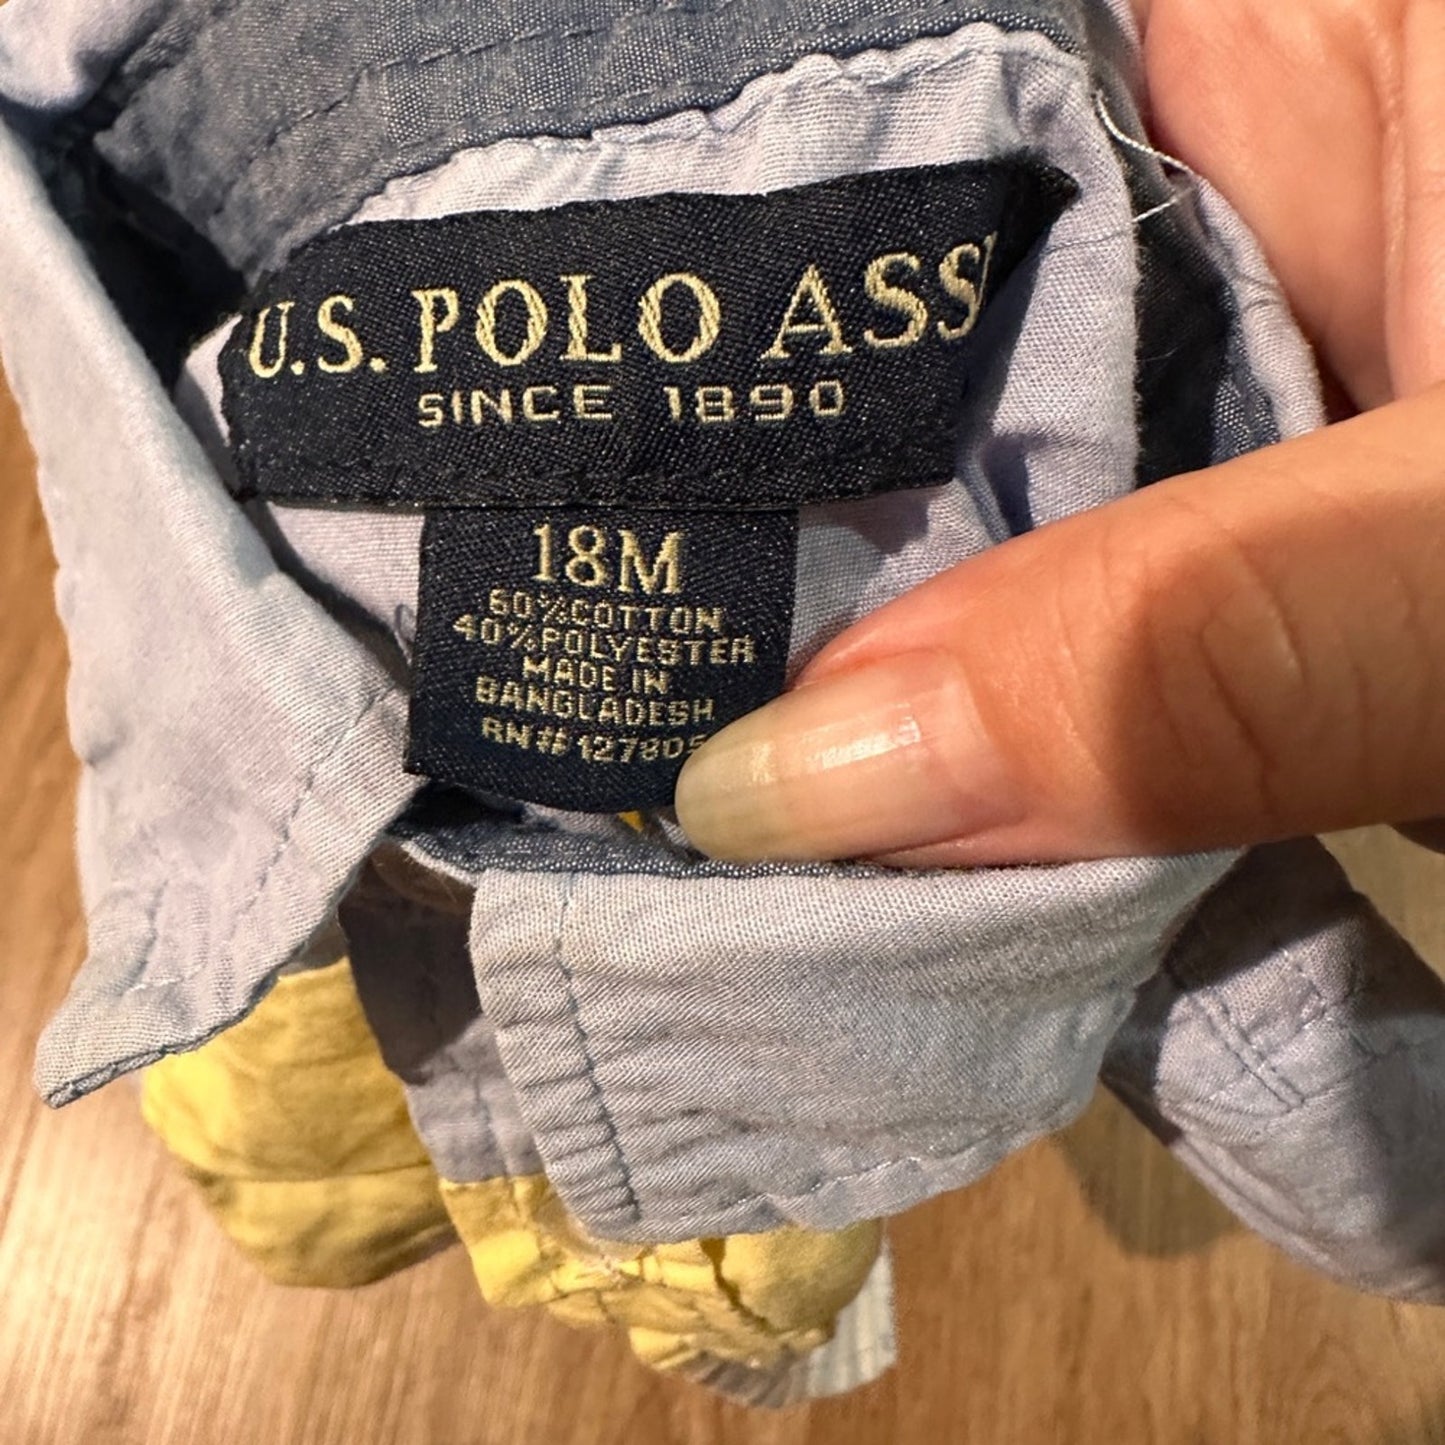 U.S. POLO ASS
SINCE 1890
18M
60%COTTON
40%POLYESTER
MADE IN
BANGLADESH
RN# 127805